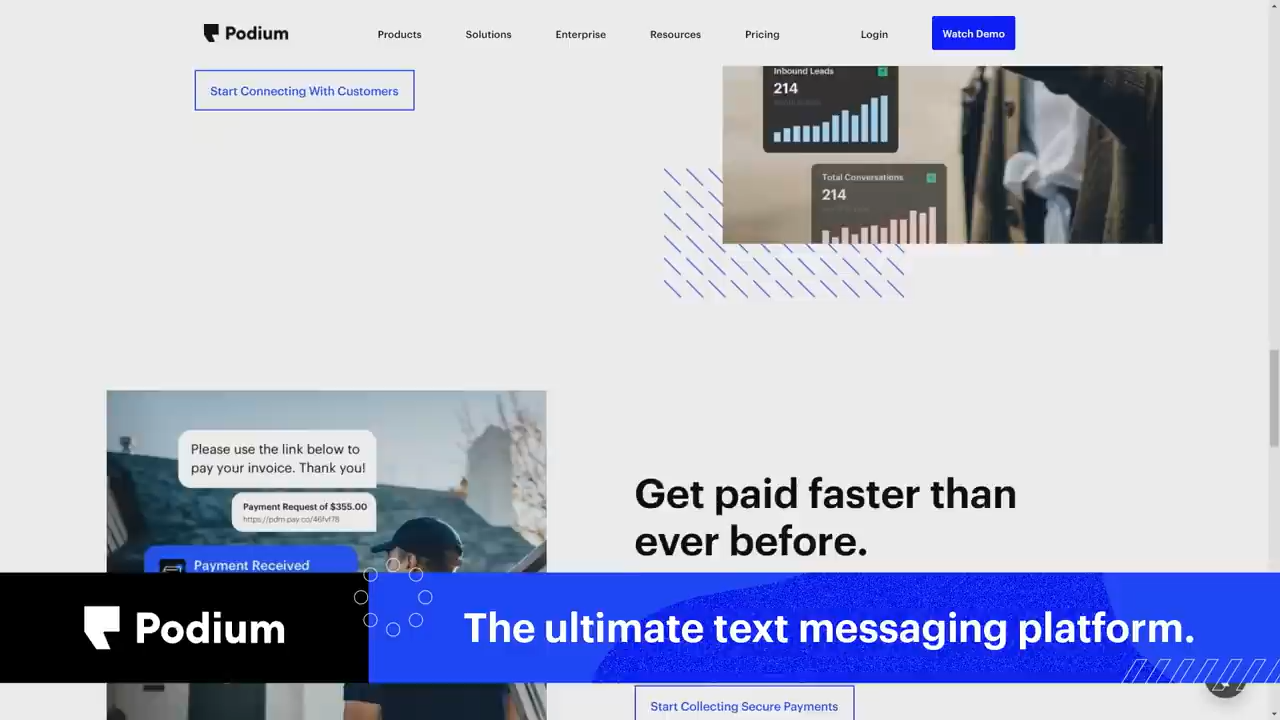 Podium
Products
Solutions
Enterprise
Resources
Pricing
Login
Watch Demo
Start Connecting With Customers
Inbound Leads
214
Total Conversations
214
Please use the link below to
pay your invoice. Thank you!
Payment Request of $355.00
https://pdm.pay.co/46fvf78
Payment Received
Get paid faster than
ever before.
Podium
The ultimate text messaging platform.
Start Collecting Secure Payments